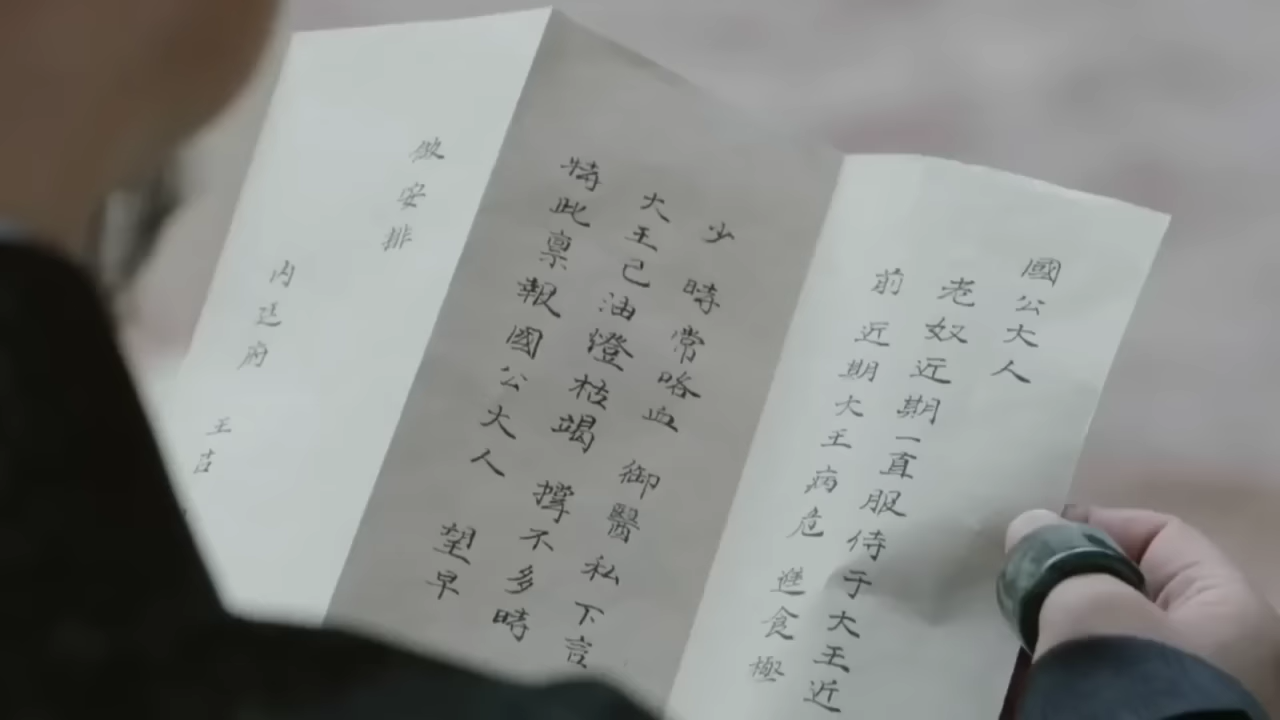 國公大人
老奴近期一直服侍于大王近
前 近期大王病危 進食極
少 時常咯血 御醫私下言
大王己油燈枯竭 撐不多時
特此禀報國公大人 望早
做安排
内廷府 王吉